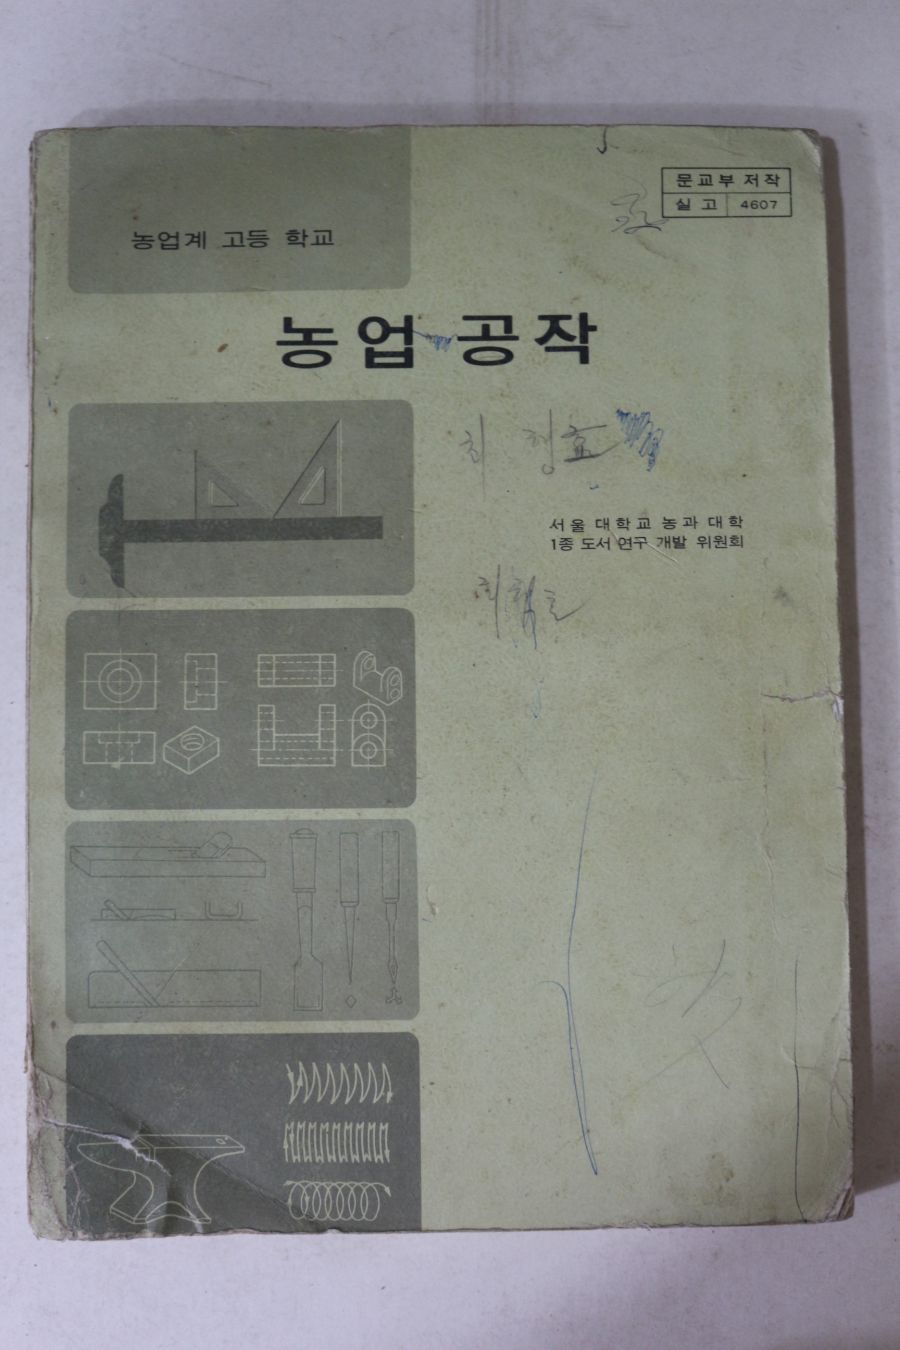 문교부 저작
실고 4607
농업계 고등 학교
농업 공작
서울 대학교 농과 대학
1종 도서 연구 개발 위원회